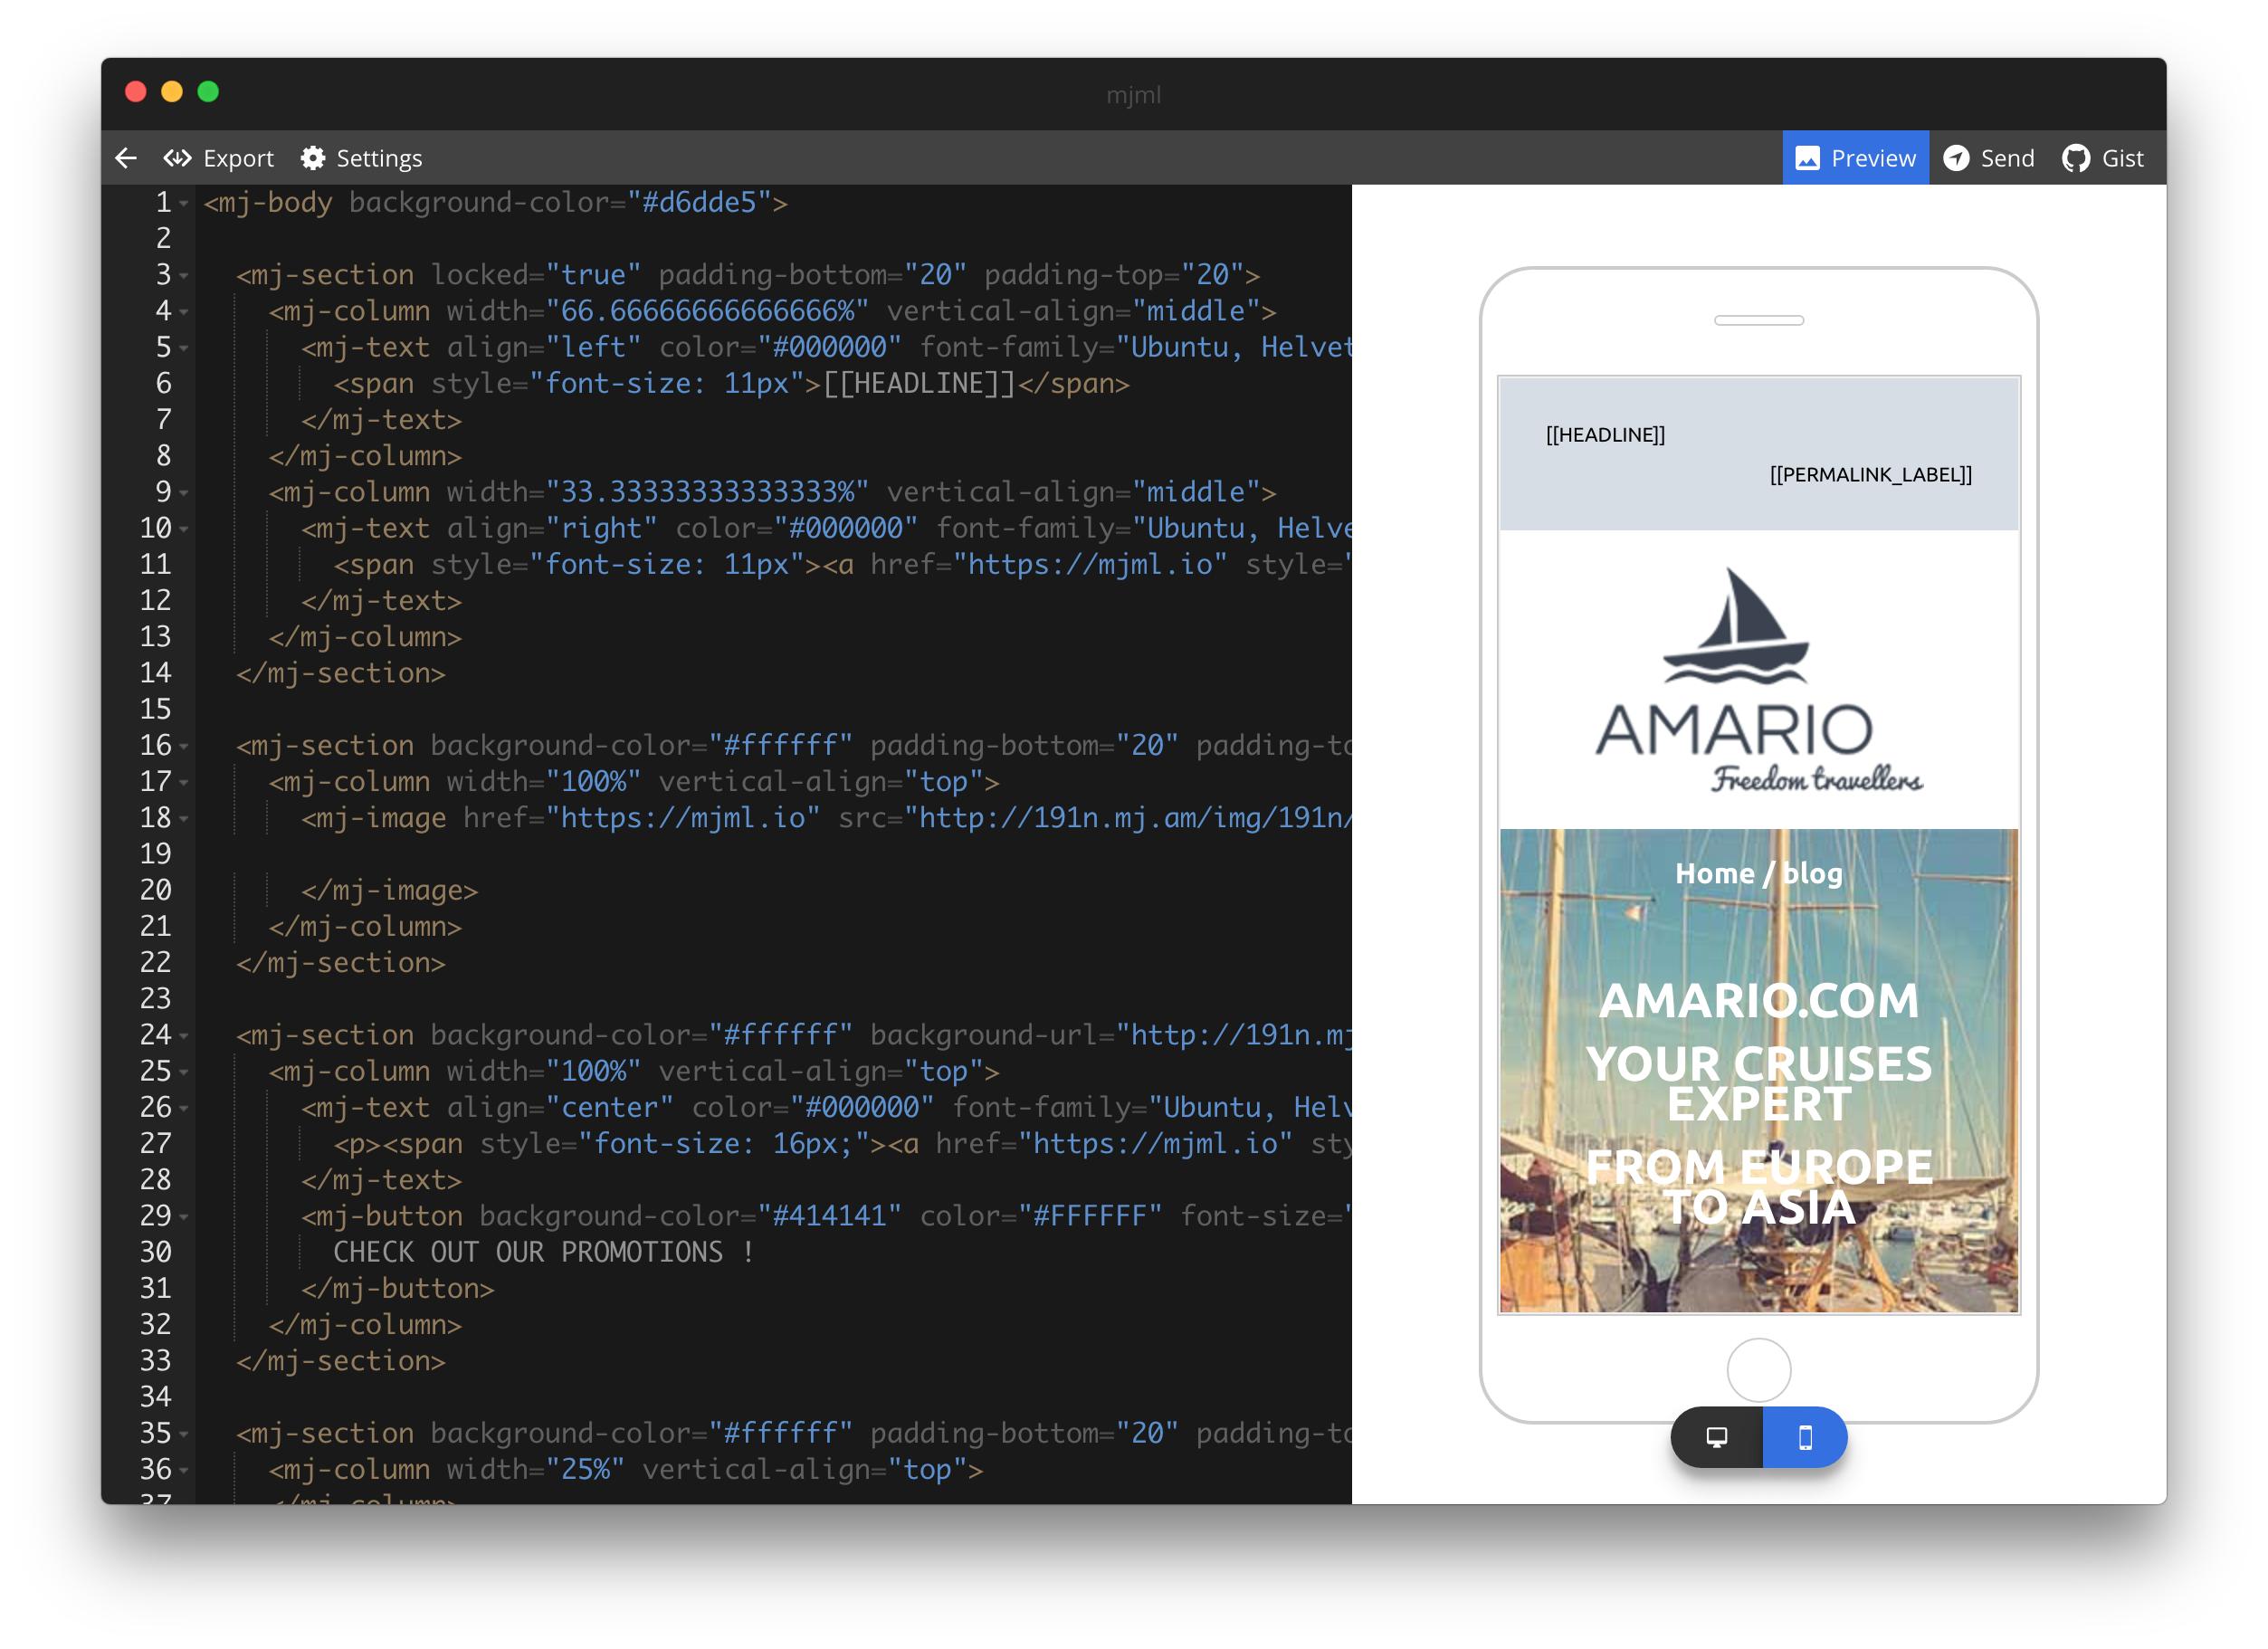 mjml
Export Settings Preview Send Gist
1 <mj-body background-color="#d6dde5">
2
3 <mj-section locked="true" padding-bottom="20" padding-top="20">
4 <mj-column width="66.66666666666666%" vertical-align="middle">
5 <mj-text align="left" color="#000000" font-family="Ubuntu, Helvet
6 <span style="font-size: 11px">[[HEADLINE]]</span>
7 </mj-text>
8 </mj-column>
9 <mj-column width="33.33333333333333%" vertical-align="middle">
10 <mj-text align="right" color="#000000" font-family="Ubuntu, Helve
11 <span style="font-size: 11px"><a href="https://mjml.io" style="
12 </mj-text>
13 </mj-column>
14 </mj-section>
15
16 <mj-section background-color="#ffffff" padding-bottom="20" padding-to
17 <mj-column width="100%" vertical-align="top">
18 <mj-image href="https://mjml.io" src="http://191n.mj.am/img/191n/
19
20 </mj-image>
21 </mj-column>
22 </mj-section>
23
24 <mj-section background-color="#ffffff" background-url="http://191n.mj
25 <mj-column width="100%" vertical-align="top">
26 <mj-text align="center" color="#000000" font-family="Ubuntu, Helv
27 <p><span style="font-size: 16px;"><a href="https://mjml.io" sty
28 </mj-text>
29 <mj-button background-color="#414141" color="#FFFFFF" font-size="
30 CHECK OUT OUR PROMOTIONS !
31 </mj-button>
32 </mj-column>
33 </mj-section>
34
35 <mj-section background-color="#ffffff" padding-bottom="20" padding-to
36 <mj-column width="25%" vertical-align="top">
37 </mj-column>
[[HEADLINE]]
[[PERMALINK_LABEL]]
AMARIO
Freedom travellers
Home / blog
AMARIO.COM
YOUR CRUISES
EXPERT
FROM EUROPE
TO ASIA